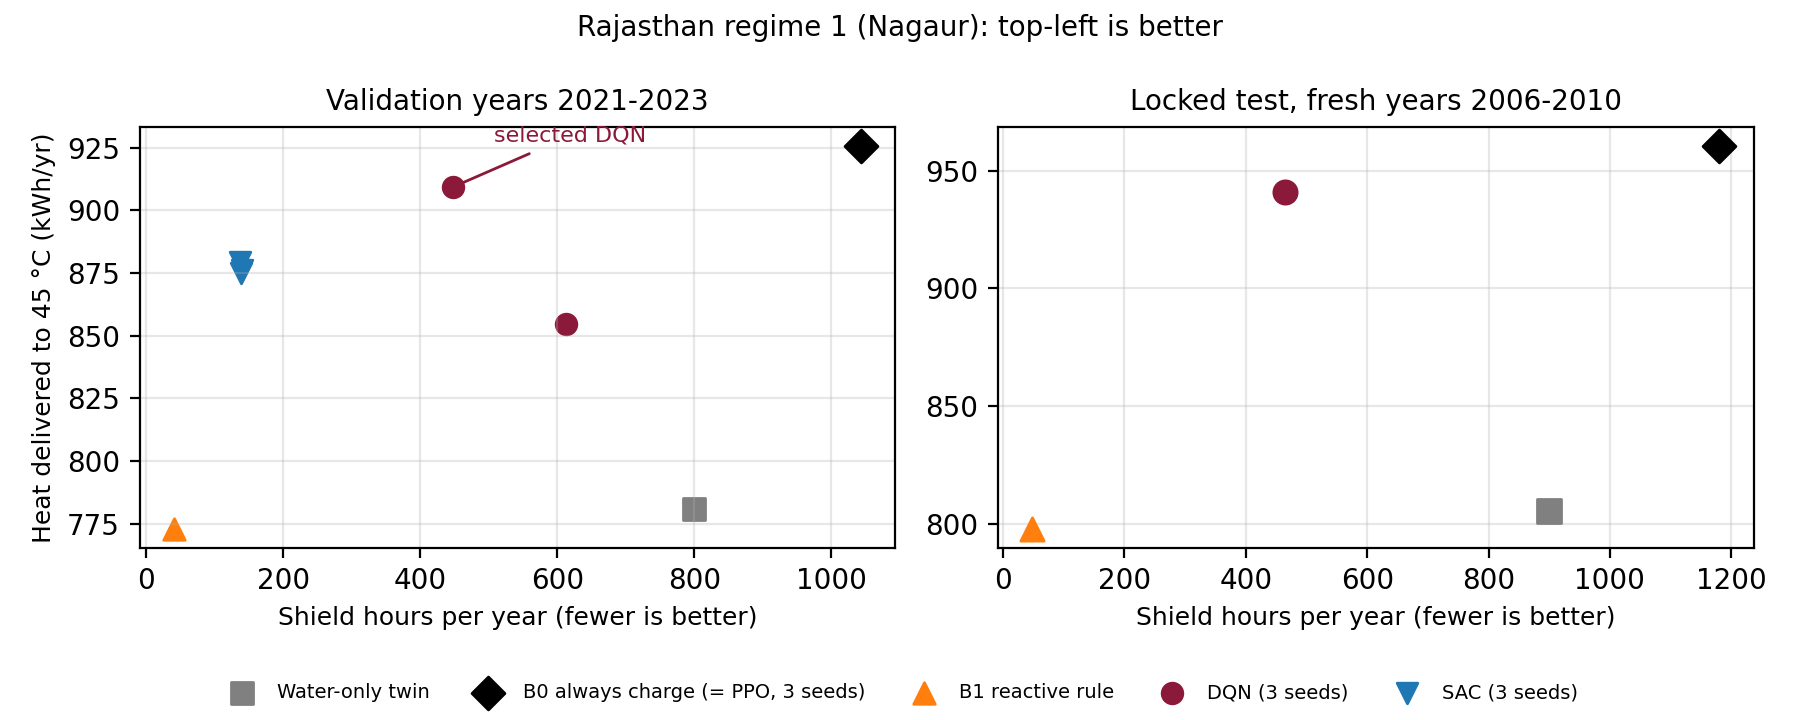 Rajasthan regime 1 (Nagaur): top-left is better
Validation years 2021-2023
selected DQN
Heat delivered to 45 °C (kWh/yr)
925
900
875
850
825
800
775
0 200 400 600 800 1000
Shield hours per year (fewer is better)
Locked test, fresh years 2006-2010
950
900
850
800
0 200 400 600 800 1000 1200
Shield hours per year (fewer is better)
Water-only twin B0 always charge (= PPO, 3 seeds) B1 reactive rule DQN (3 seeds) SAC (3 seeds)